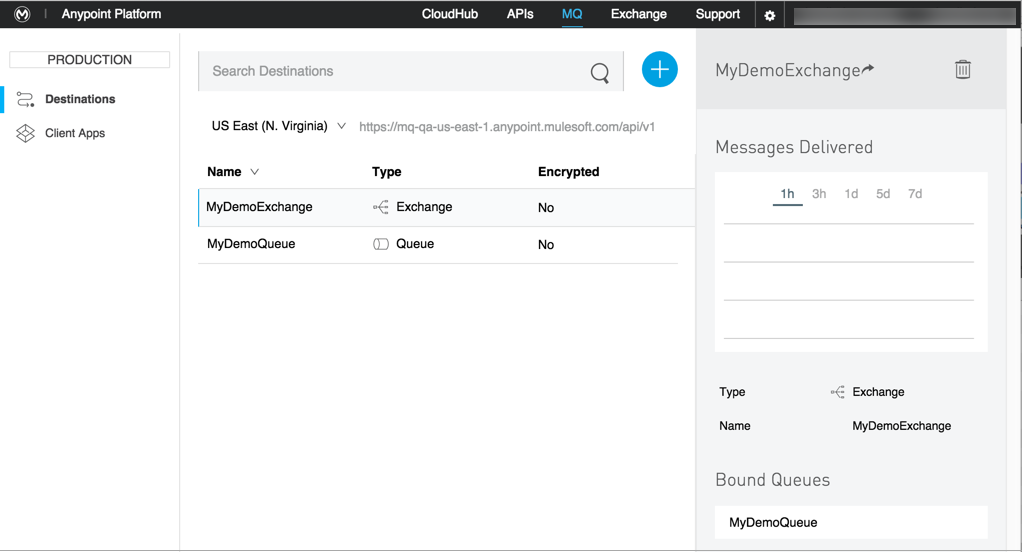 Anypoint Platform CloudHub APIs MQ Exchange Support
PRODUCTION
Destinations
Client Apps
Search Destinations
US East (N. Virginia) https://mq-qa-us-east-1.anypoint.mulesoft.com/api/v1
Name Type Encrypted
MyDemoExchange Exchange No
MyDemoQueue Queue No
MyDemoExchange
Messages Delivered
1h 3h 1d 5d 7d
Type Exchange
Name MyDemoExchange
Bound Queues
MyDemoQueue